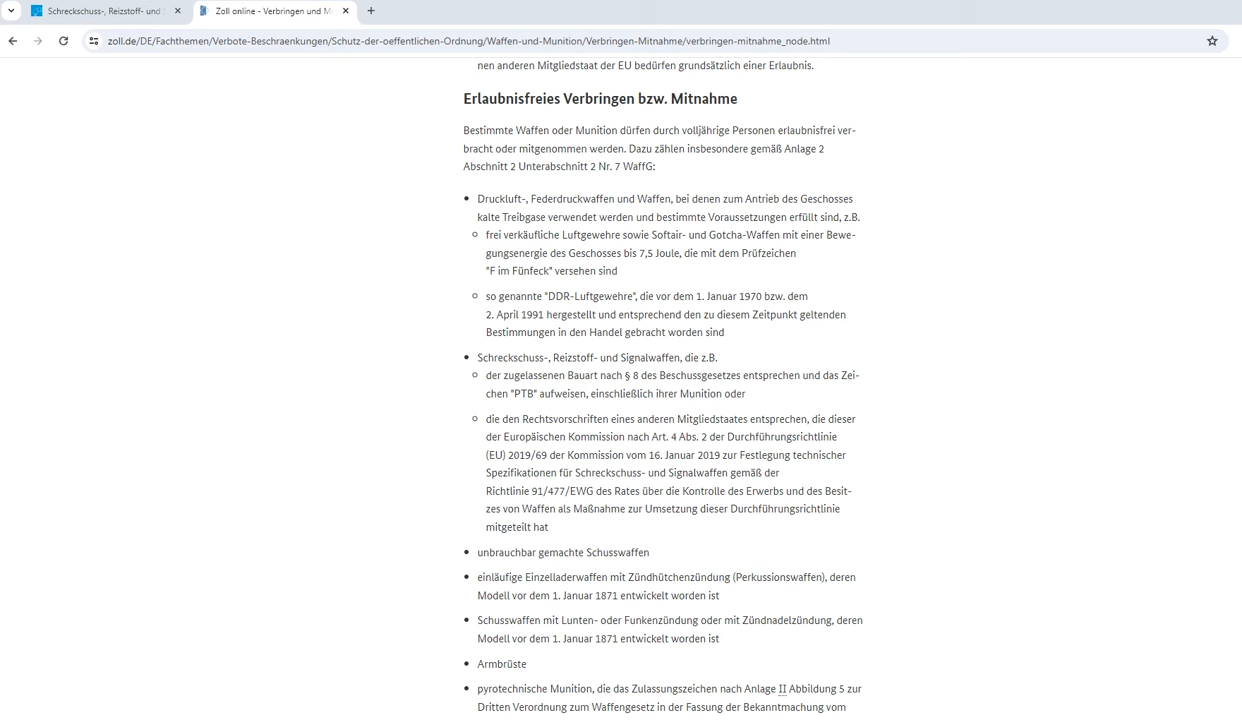 Schreckschuss-, Reizstoff- und S
Zoll online - Verbringen und Mi
zoll.de/DE/Fachthemen/Verbote-Beschraenkungen/Schutz-der-oeffentlichen-Ordnung/Waffen-und-Munition/Verbringen-Mitnahme/verbringen-mitnahme_node.html
nen anderen Mitgliedstaat der EU bedürfen grundsätzlich einer Erlaubnis.
Erlaubnisfreies Verbringen bzw. Mitnahme
Bestimmte Waffen oder Munition dürfen durch volljährige Personen erlaubnisfrei ver-
bracht oder mitgenommen werden. Dazu zählen insbesondere gemäß Anlage 2
Abschnitt 2 Unterabschnitt 2 Nr. 7 WaffG:
• Druckluft-, Federdruckwaffen und Waffen, bei denen zum Antrieb des Geschosses
kalte Treibgase verwendet werden und bestimmte Voraussetzungen erfüllt sind, z.B.
○ frei verkäufliche Luftgewehre sowie Softair- und Gotcha-Waffen mit einer Bewe-
gungsenergie des Geschosses bis 7,5 Joule, die mit dem Prüfzeichen
"F im Fünfeck" versehen sind
○ so genannte "DDR-Luftgewehre", die vor dem 1. Januar 1970 bzw. dem
2. April 1991 hergestellt und entsprechend den zu diesem Zeitpunkt geltenden
Bestimmungen in den Handel gebracht worden sind
• Schreckschuss-, Reizstoff- und Signalwaffen, die z.B.
○ der zugelassenen Bauart nach § 8 des Beschussgesetzes entsprechen und das Zei-
chen "PTB" aufweisen, einschließlich ihrer Munition oder
○ die den Rechtsvorschriften eines anderen Mitgliedstaates entsprechen, die dieser
der Europäischen Kommission nach Art. 4 Abs. 2 der Durchführungsrichtlinie
(EU) 2019/69 der Kommission vom 16. Januar 2019 zur Festlegung technischer
Spezifikationen für Schreckschuss- und Signalwaffen gemäß der
Richtlinie 91/477/EWG des Rates über die Kontrolle des Erwerbs und des Besit-
zes von Waffen als Maßnahme zur Umsetzung dieser Durchführungsrichtlinie
mitgeteilt hat
• unbrauchbar gemachte Schusswaffen
• einläufige Einzelladerwaffen mit Zündhütchenzündung (Perkussionswaffen), deren
Modell vor dem 1. Januar 1871 entwickelt worden ist
• Schusswaffen mit Lunten- oder Funkenzündung oder mit Zündnadelzündung, deren
Modell vor dem 1. Januar 1871 entwickelt worden ist
• Armbrüste
• pyrotechnische Munition, die das Zulassungszeichen nach Anlage II Abbildung 5 zur
Dritten Verordnung zum Waffengesetz in der Fassung der Bekanntmachung vom